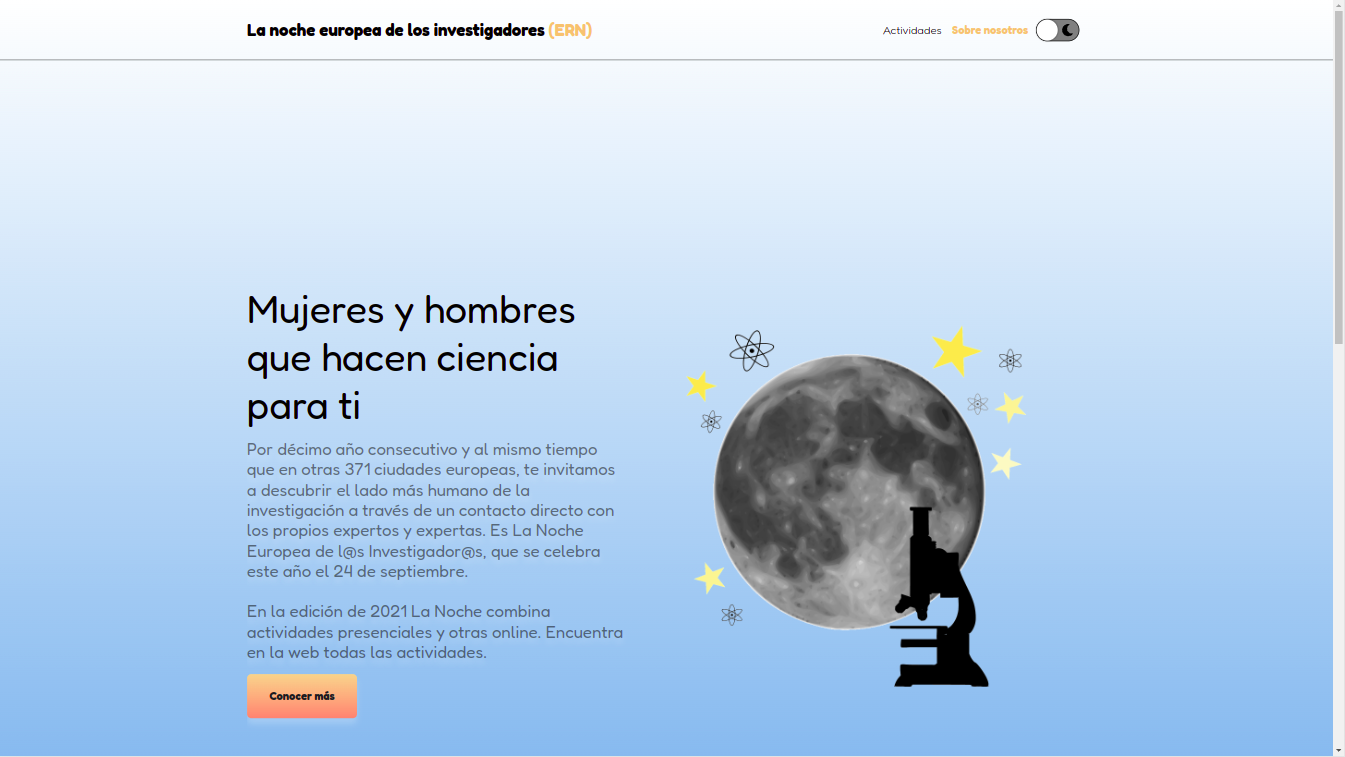 La noche europea de los investigadores (ERN)
Actividades Sobre nosotros
Mujeres y hombres
que hacen ciencia
para ti
Por décimo año consecutivo y al mismo tiempo
que en otras 371 ciudades europeas, te invitamos
a descubrir el lado más humano de la
investigación a través de un contacto directo con
los propios expertos y expertas. Es La Noche
Europea de l@s Investigador@s, que se celebra
este año el 24 de septiembre.
En la edición de 2021 La Noche combina
actividades presenciales y otras online. Encuentra
en la web todas las actividades.
Conocer más